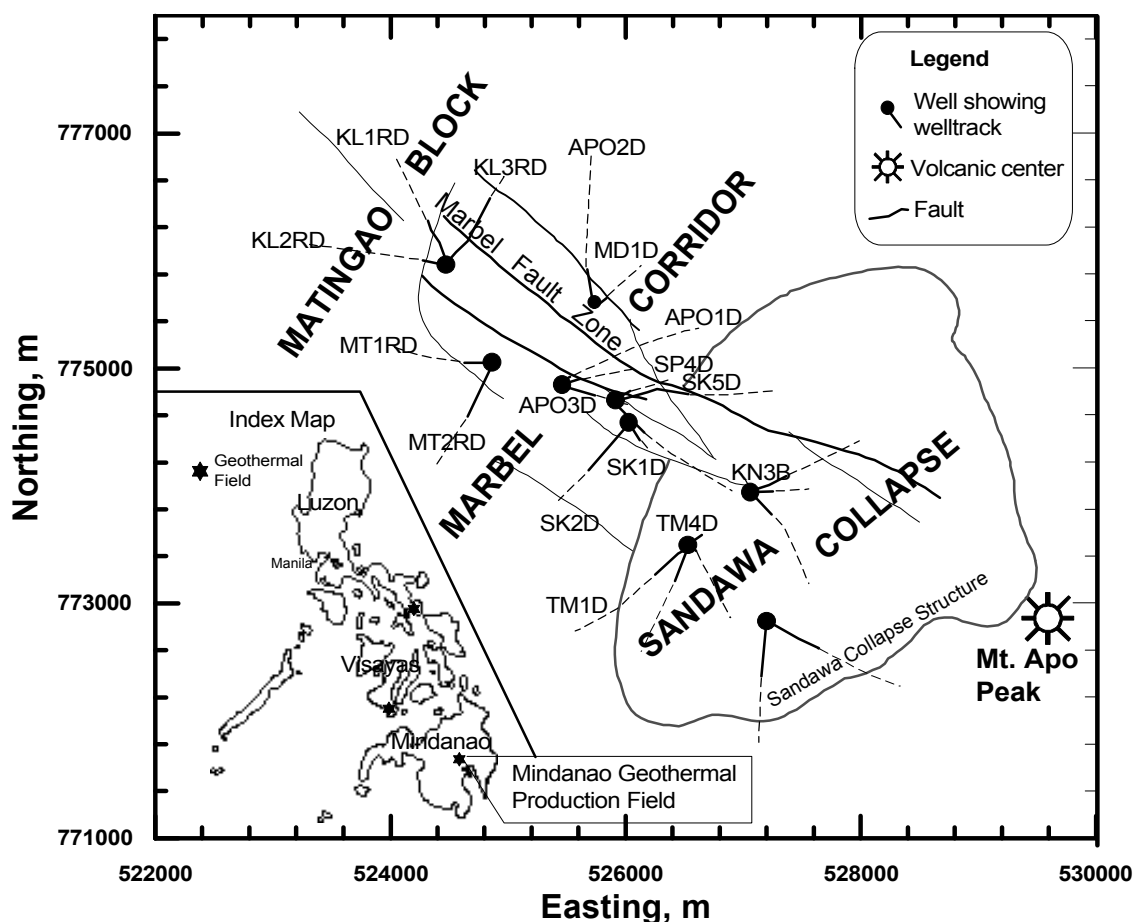 Legend
Well showing
welltrack
Volcanic center
Fault
777000
775000
773000
771000
Northing, m
KL1RD
BLOCK
KL3RD
APO2D
MATINGAO
KL2RD
Marbel Fault Zone
MD1D
CORRIDOR
APO1D
MT1RD
SP4D
SK5D
APO3D
MT2RD
MARBEL
SK1D
KN3B
COLLAPSE
SK2D
TM4D
SANDAWA
TM1D
Sandawa Collapse Structure
Mt. Apo
Peak
Index Map
Geothermal
Field
Luzon
Manila
Visayas
Mindanao
Mindanao Geothermal
Production Field
522000
524000
526000
528000
530000
Easting, m